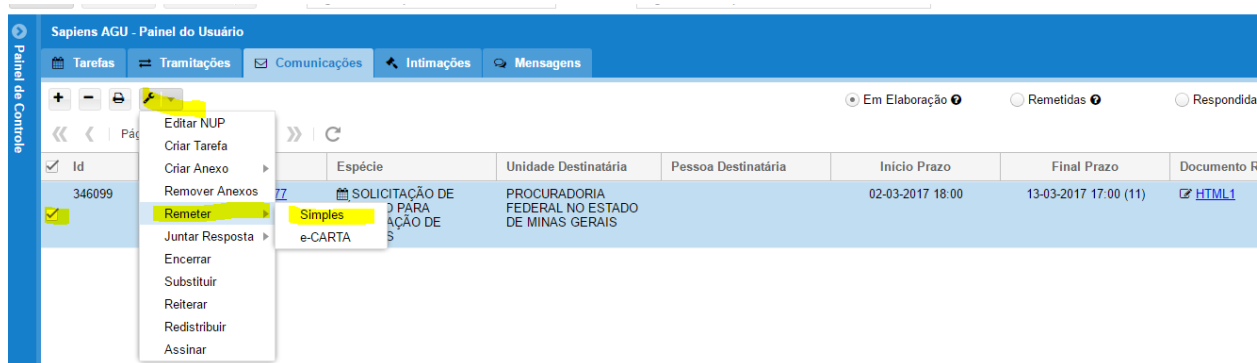 Sapiens AGU - Painel do Usuário
Painel de Controle
Tarefas Tramitações Comunicações Intimações Mensagens
Em Elaboração Remetidas Respondida
Pág
Id Espécie Unidade Destinatária Pessoa Destinatária Início Prazo Final Prazo Documento R
346099 77 SOLICITAÇÃO DE PROCURADORIA 02-03-2017 18:00 13-03-2017 17:00 (11) HTML1
O PARA FEDERAL NO ESTADO
AÇÃO DE DE MINAS GERAIS
S
Editar NUP
Criar Tarefa
Criar Anexo
Remover Anexos
Remeter
Simples
e-CARTA
Juntar Resposta
Encerrar
Substituir
Reiterar
Redistribuir
Assinar